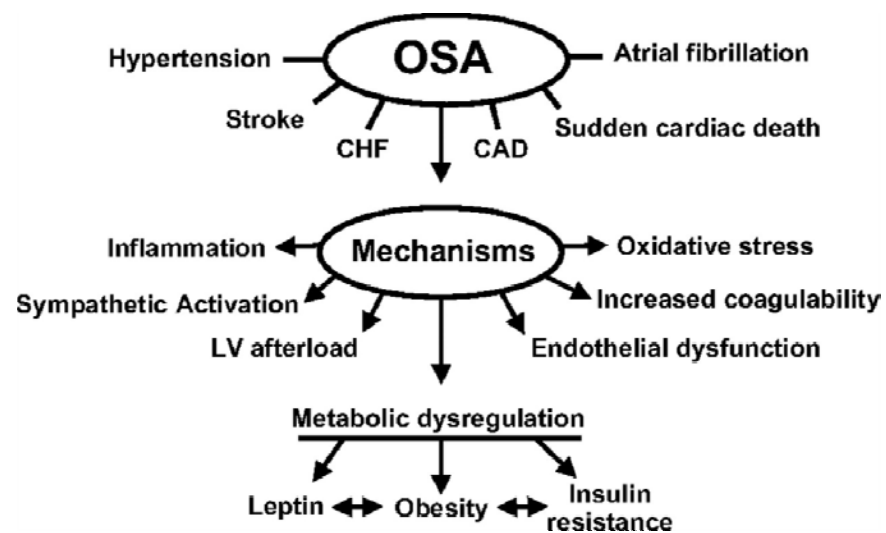 OSA
Hypertension
Atrial fibrillation
Stroke
Sudden cardiac death
CHF
CAD
Mechanisms
Inflammation
Oxidative stress
Sympathetic Activation
Increased coagulability
LV afterload
Endothelial dysfunction
Metabolic dysregulation
Leptin
Obesity
Insulin
resistance